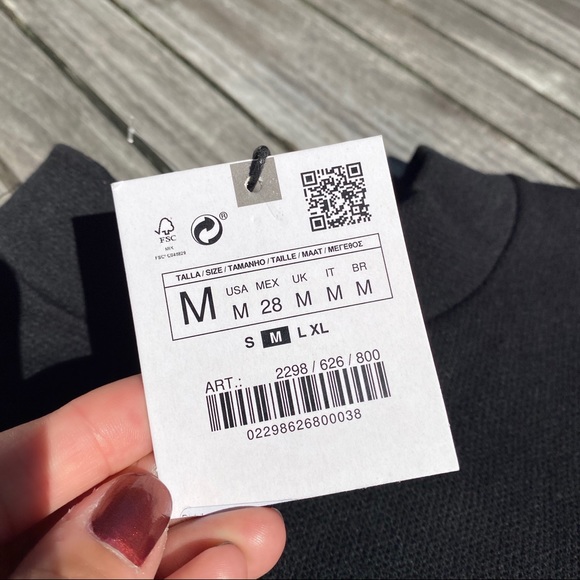 FSC
MIX
®
TALLA / SIZE / TAMANHO / TAILLE / MAAT / ΜΕΓΕΘΟΣ
M
USA MEX UK IT BR
M 28 M M M
S M L XL
2298 / 626 / 800
ART.:
02298626800038